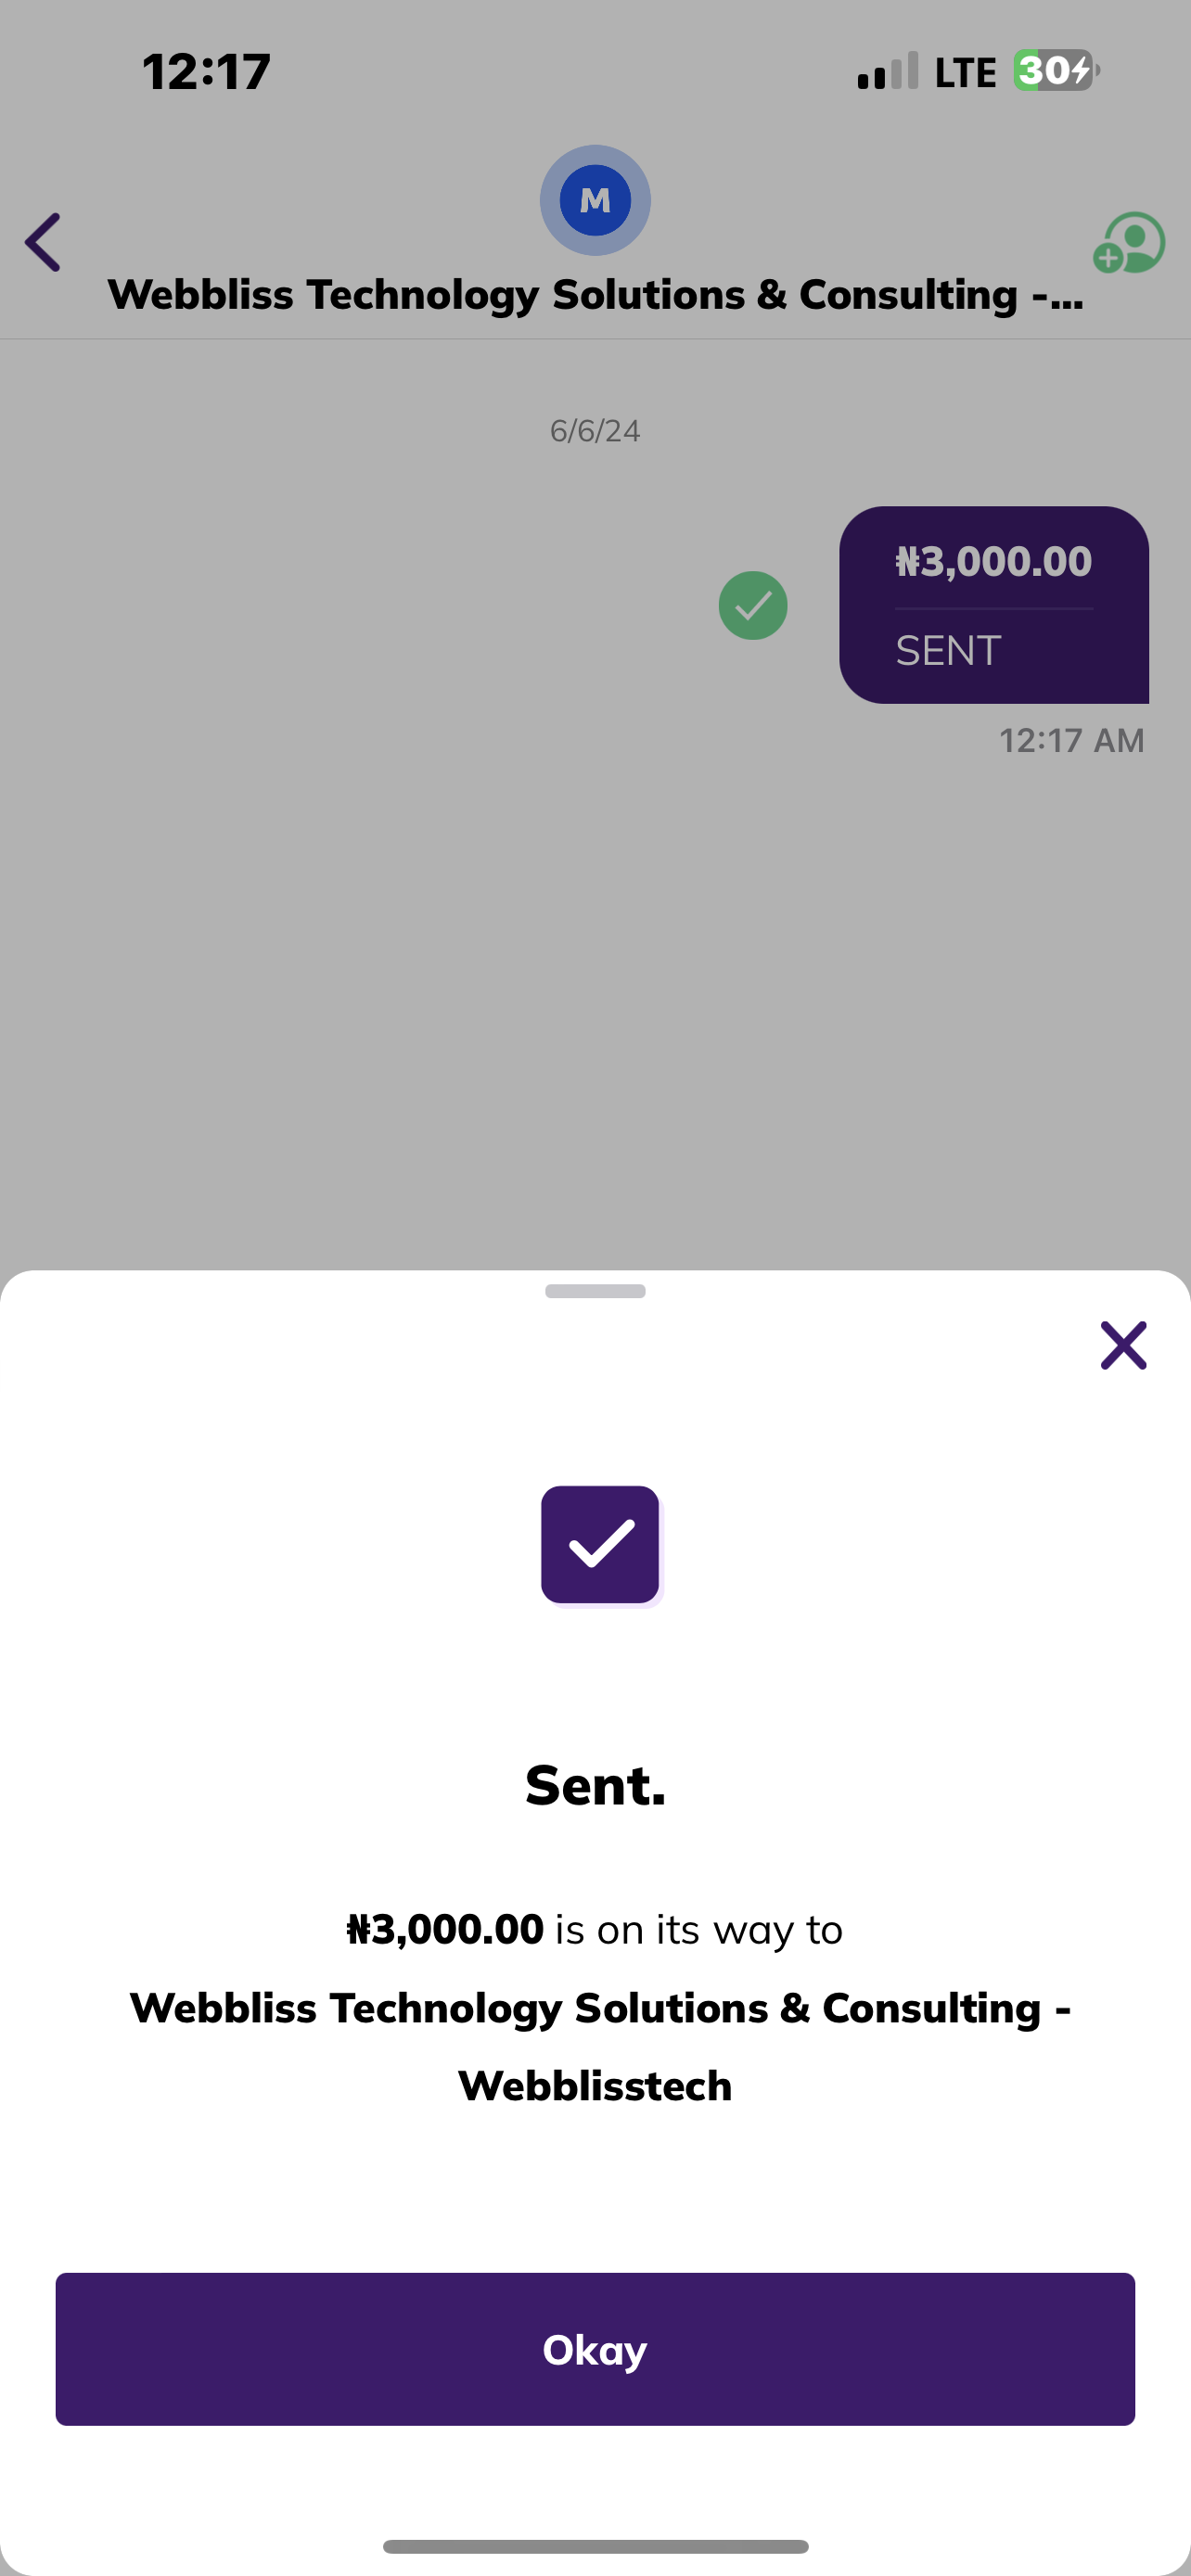 12:17
LTE 30
M
Webbliss Technology Solutions & Consulting -...
6/6/24
₦3,000.00
SENT
12:17 AM
Sent.
₦3,000.00 is on its way to
Webbliss Technology Solutions & Consulting -
Webblisstech
Okay